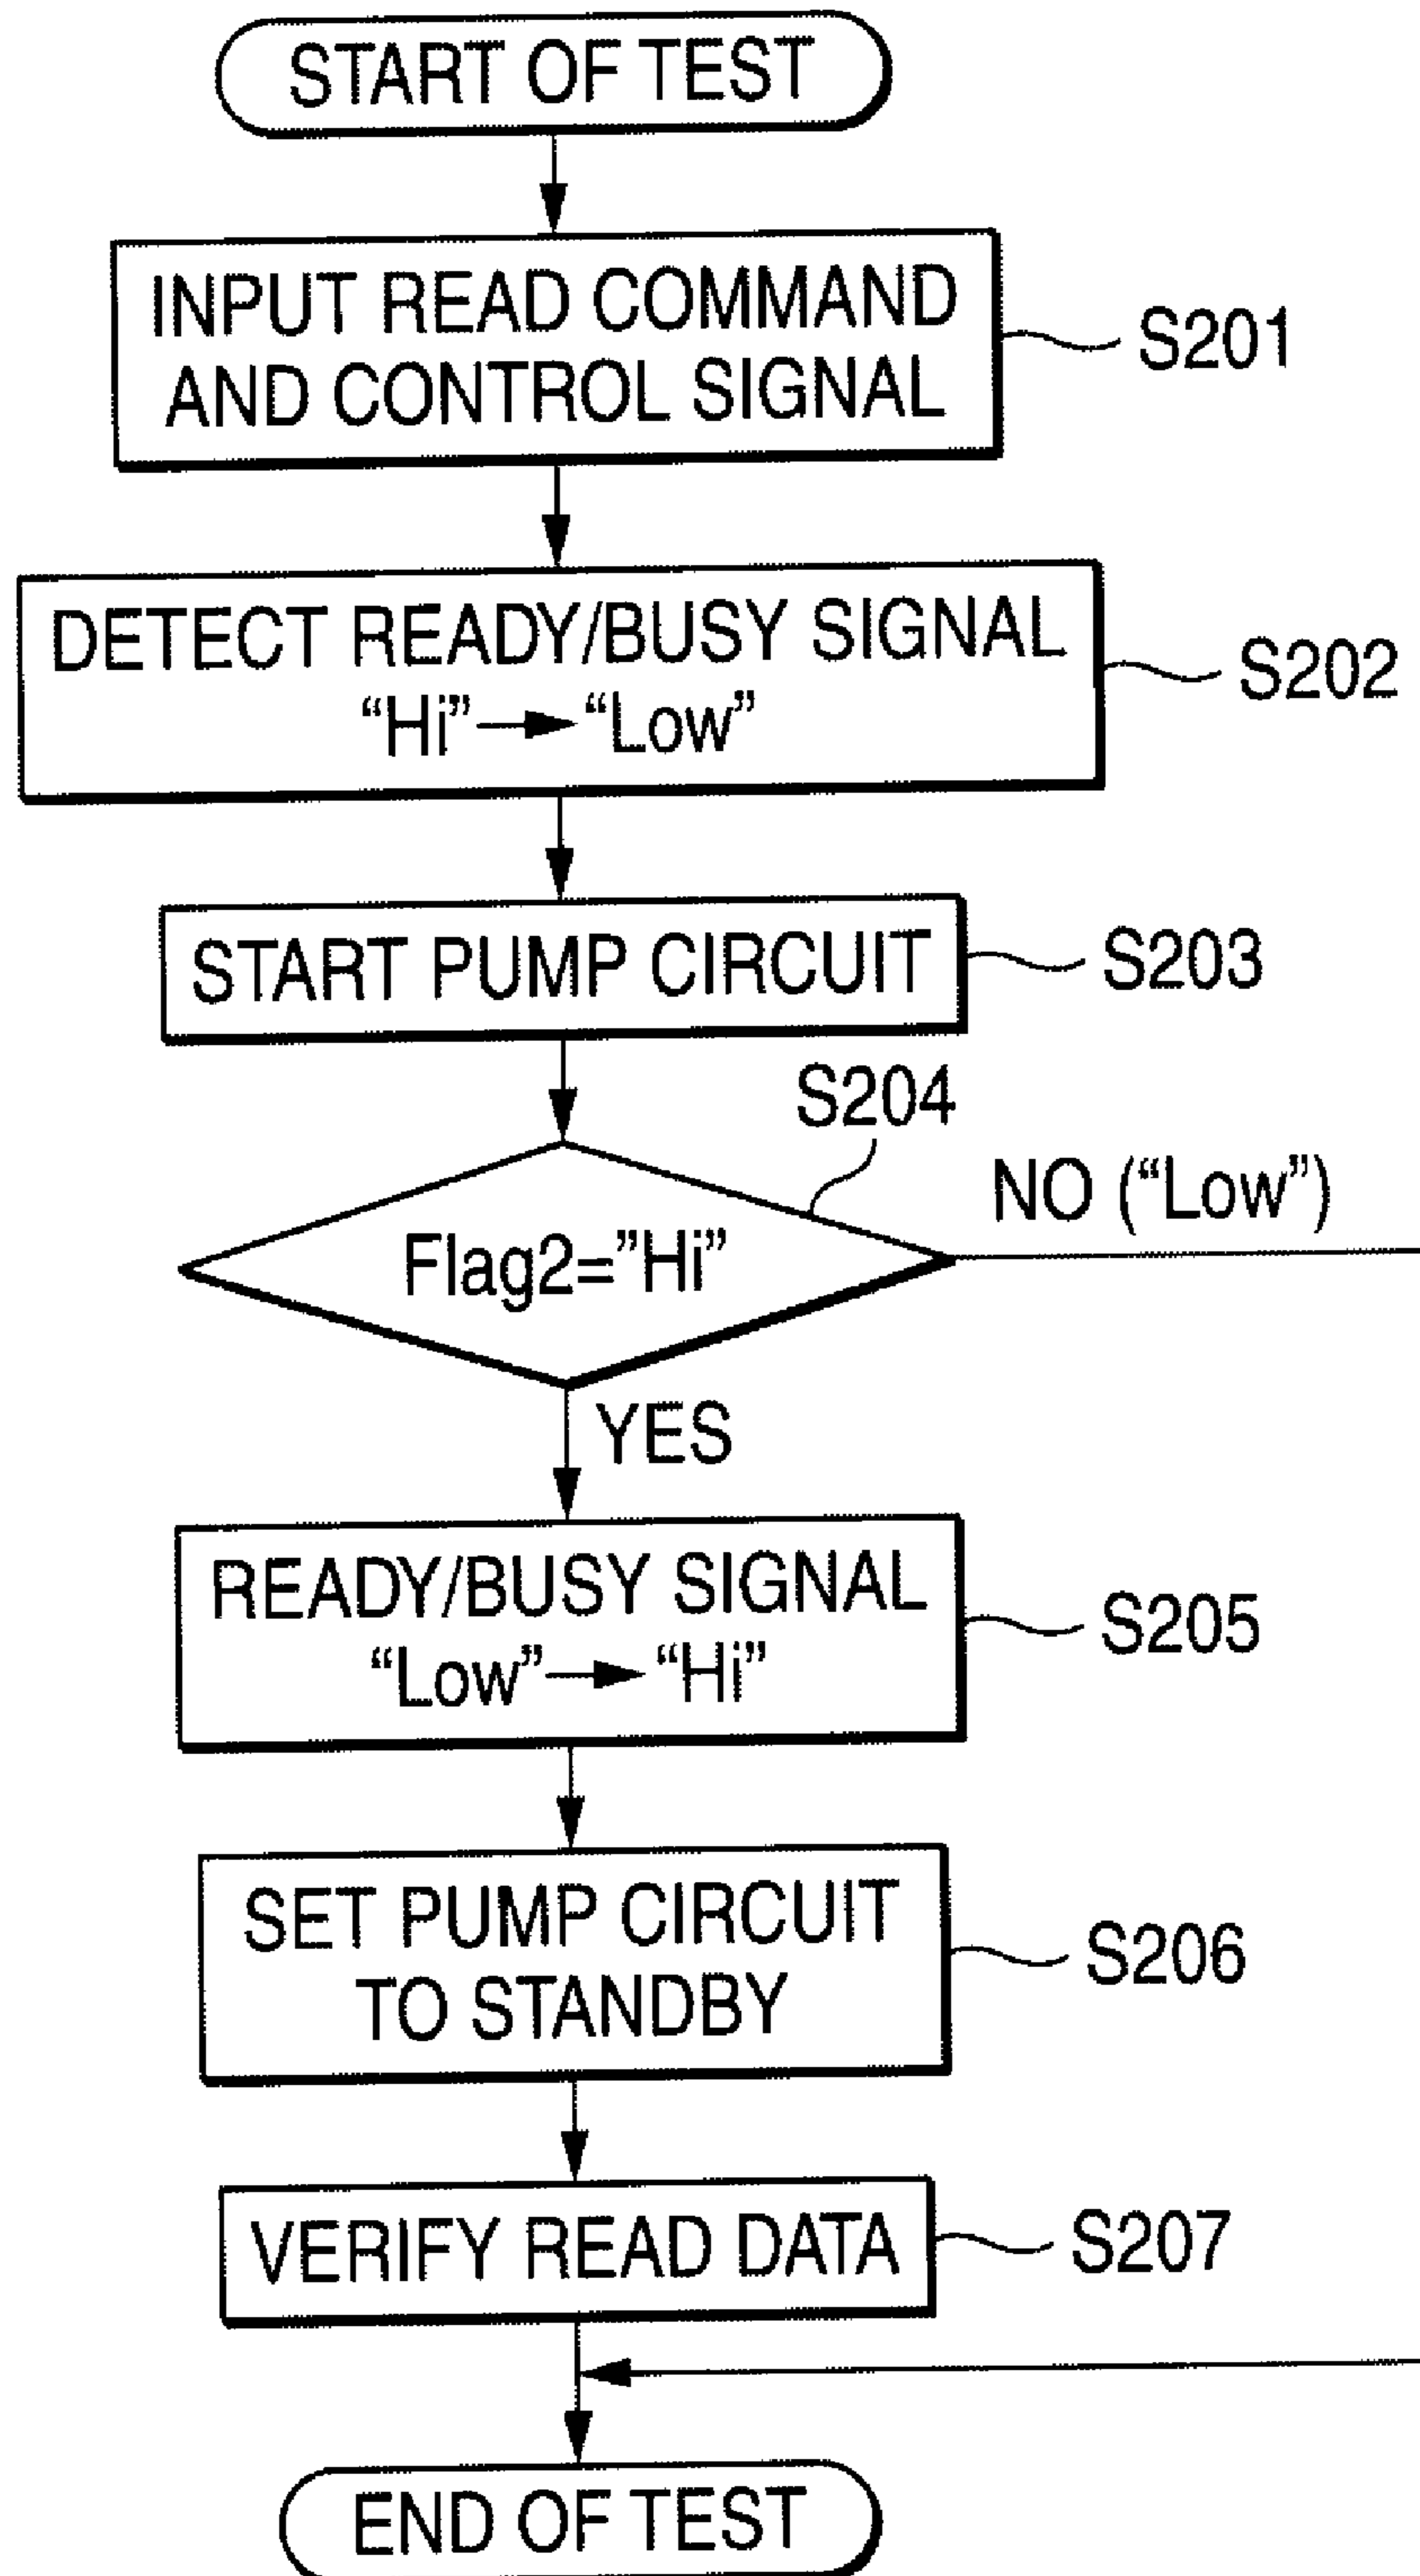 START OF TEST
INPUT READ COMMAND
AND CONTROL SIGNAL
S201
DETECT READY/BUSY SIGNAL
“Hi” → “Low”
S202
START PUMP CIRCUIT
S203
S204
NO (“Low”)
Flag2=”Hi”
YES
READY/BUSY SIGNAL
“Low” → “Hi”
S205
SET PUMP CIRCUIT
TO STANDBY
S206
VERIFY READ DATA
S207
END OF TEST